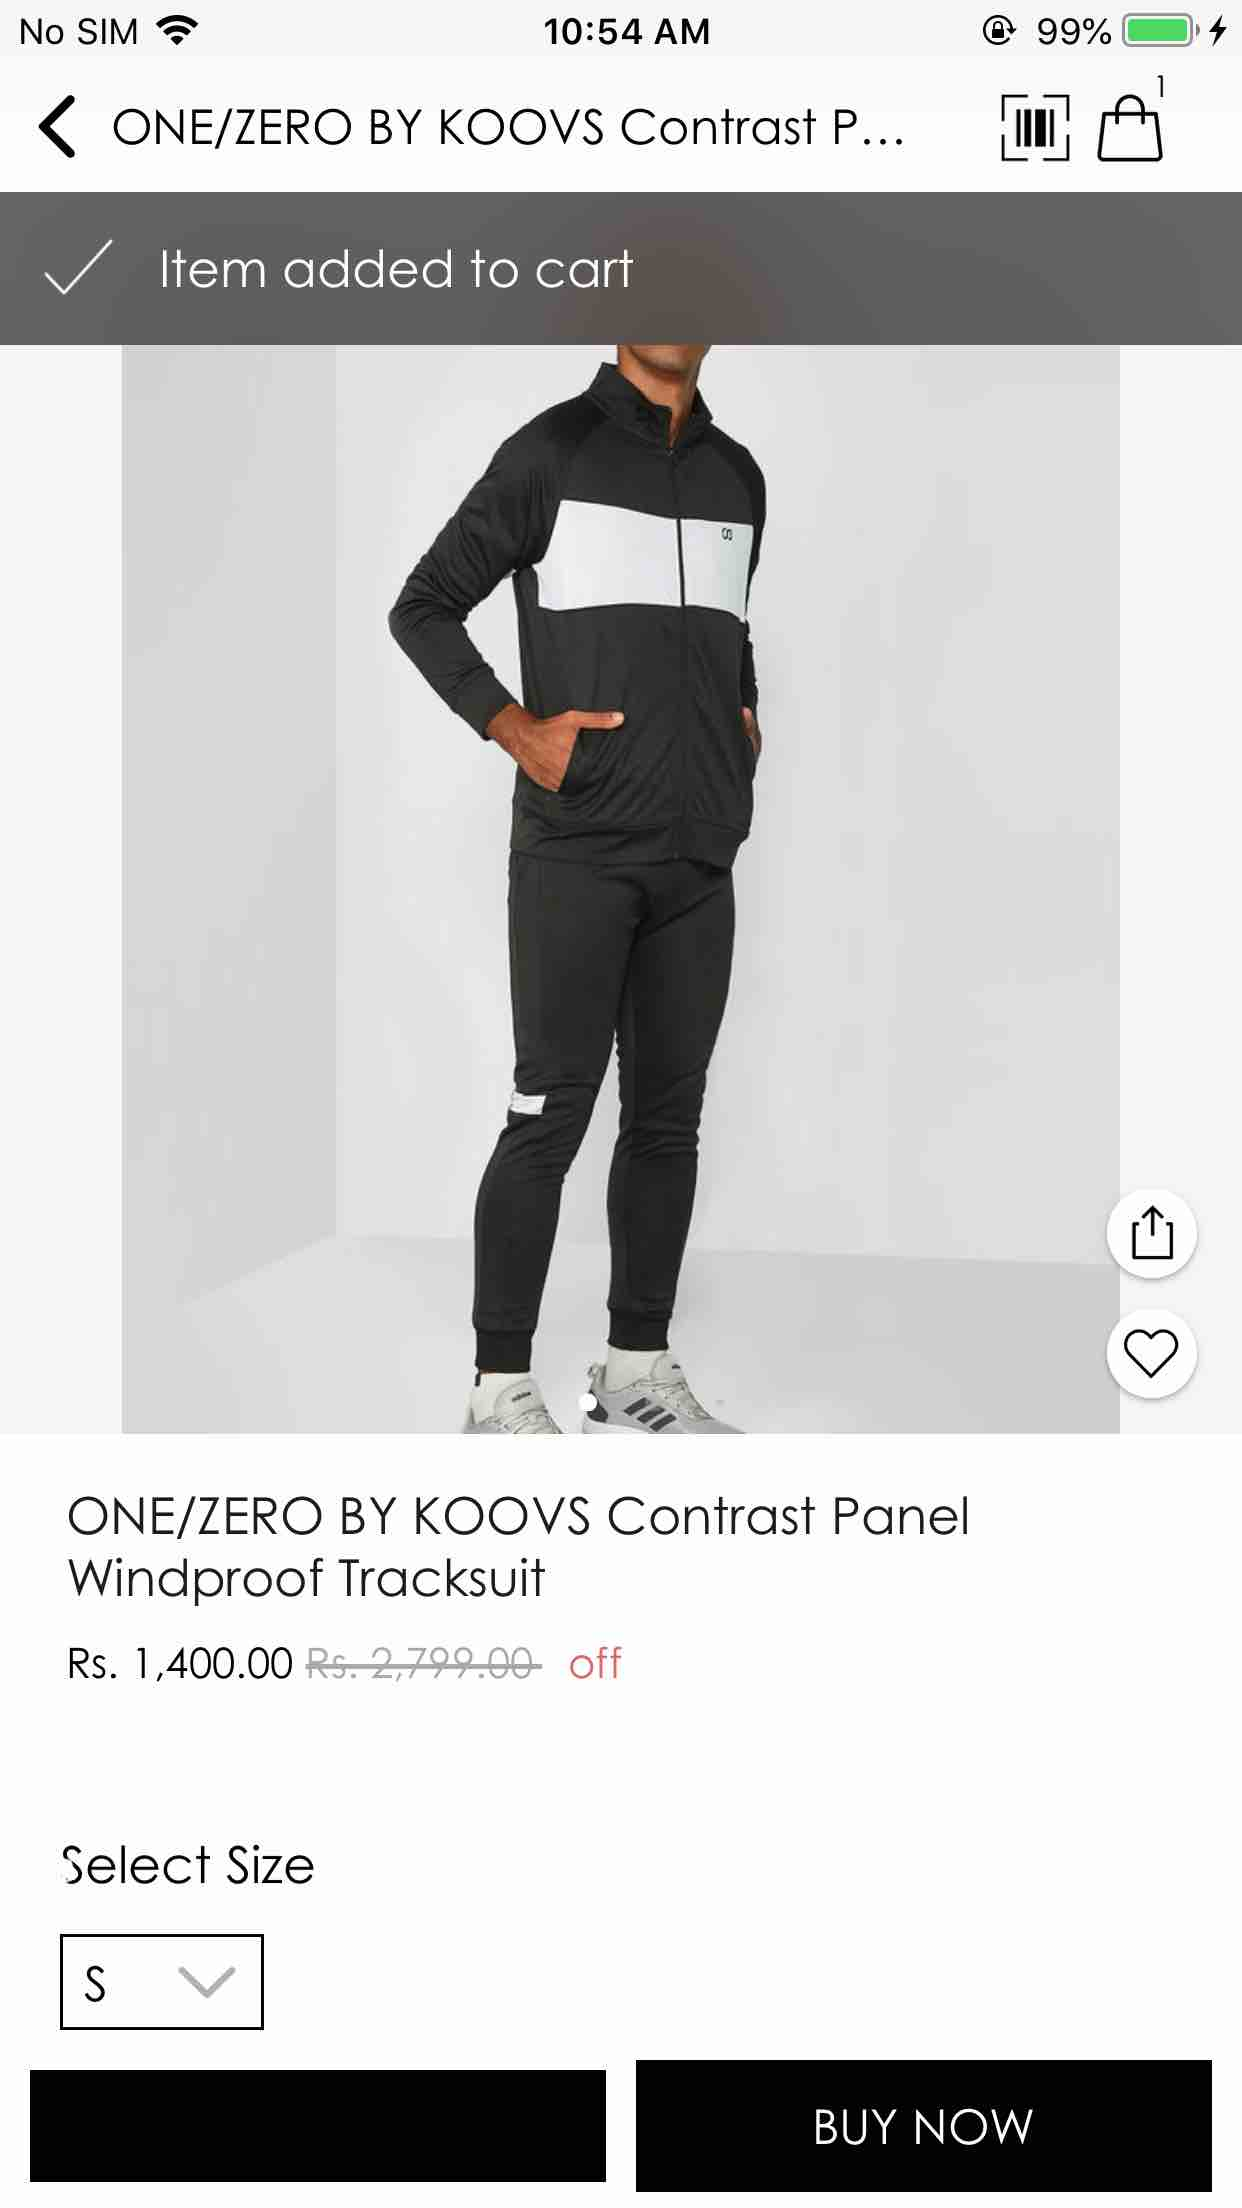 No SIM 10:54 AM 99%
ONE/ZERO BY KOOVS Contrast P...
1
Item added to cart
ONE/ZERO BY KOOVS Contrast Panel
Windproof Tracksuit
Rs. 1,400.00 Rs. 2,799.00 off
Select Size
S
BUY NOW